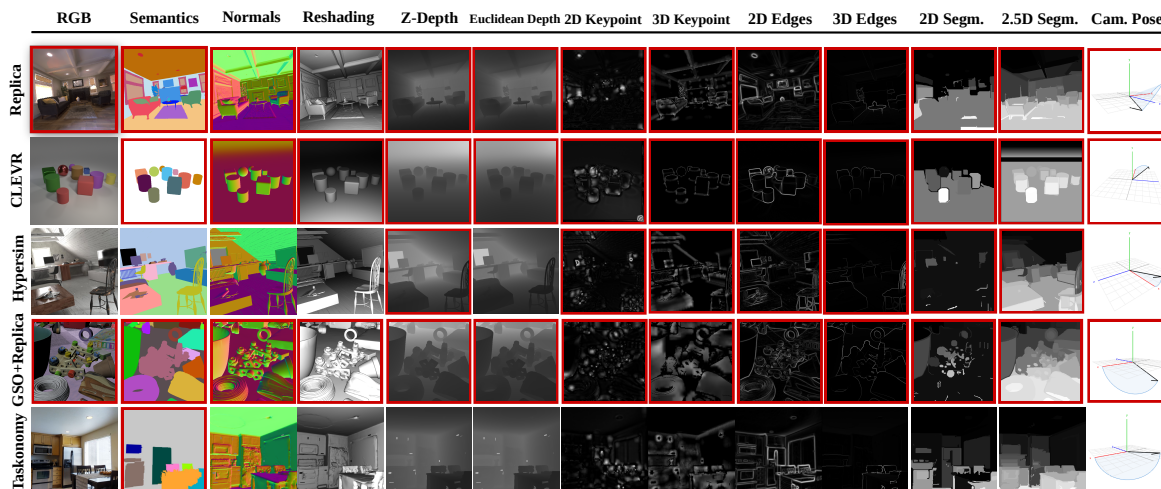 RGB Semantics Normals Reshading Z-Depth Euclidean Depth 2D Keypoint 3D Keypoint 2D Edges 3D Edges 2D Segm. 2.5D Segm. Cam. Pose
Replica
CLEVR
Hypersim
GSO+Replica
Taskonomy